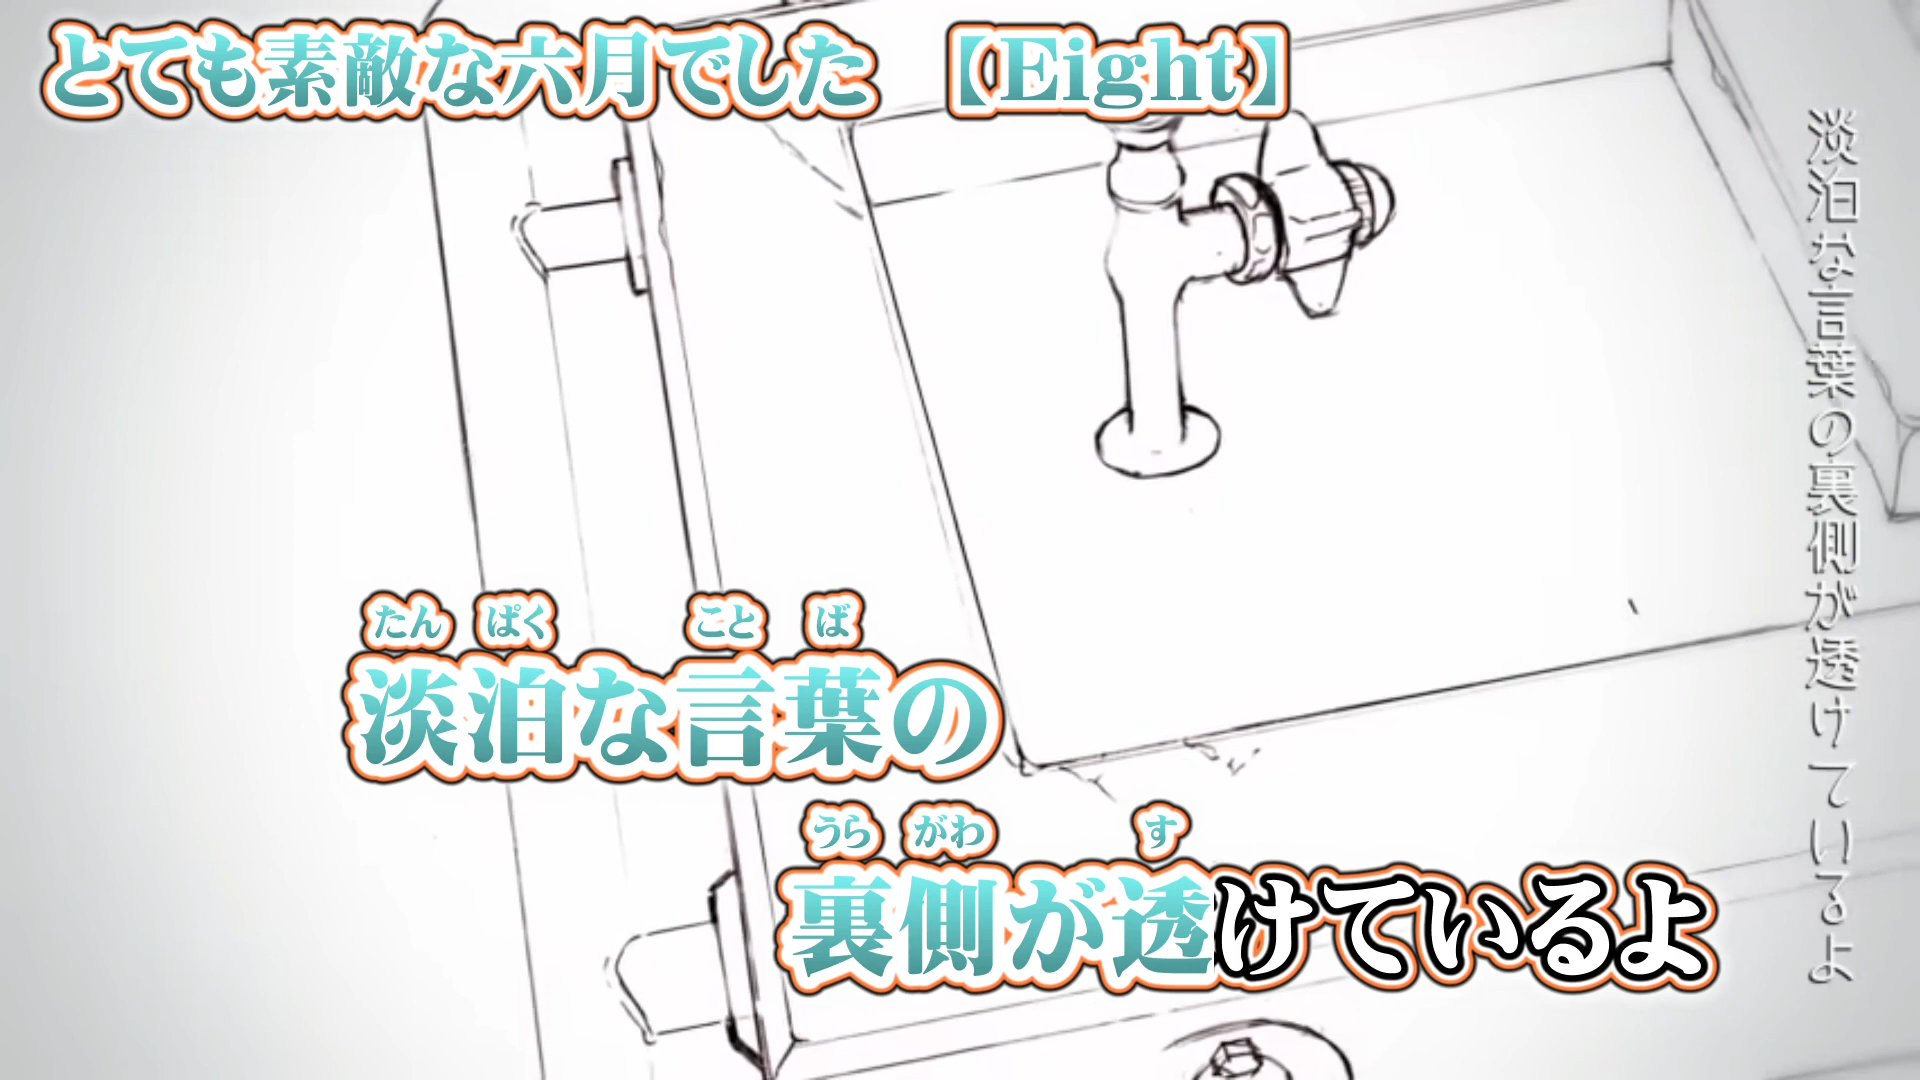 とても素敵な六月でした 【Eight】
たん ぱく こと ば
淡泊な言葉の
うら がわ す
裏側が透けているよ
淡泊な言葉の裏側が透けているよ